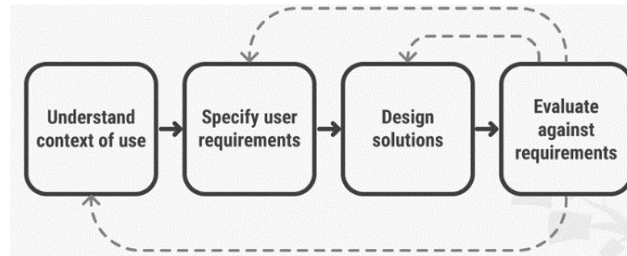 Understand
context of use
Specify user
requirements
Design
solutions
Evaluate
against
requirements